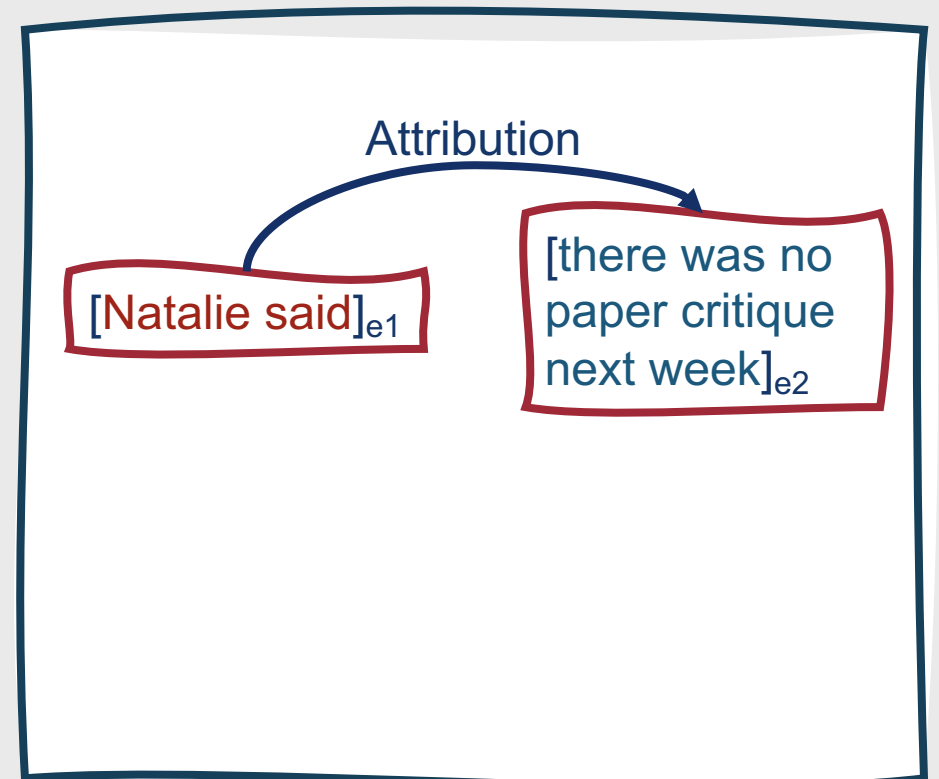 Attribution
[Natalie said]e1
[there was no
paper critique
next week]e2